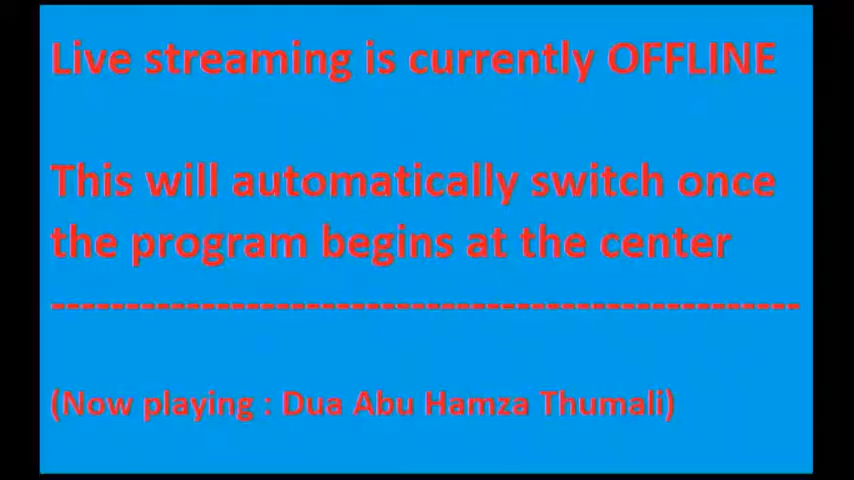 Live streaming is currently OFFLINE
This will automatically switch once
the program begins at the center
--------------------------------------------------
(Now playing : Dua Abu Hamza Thumali)